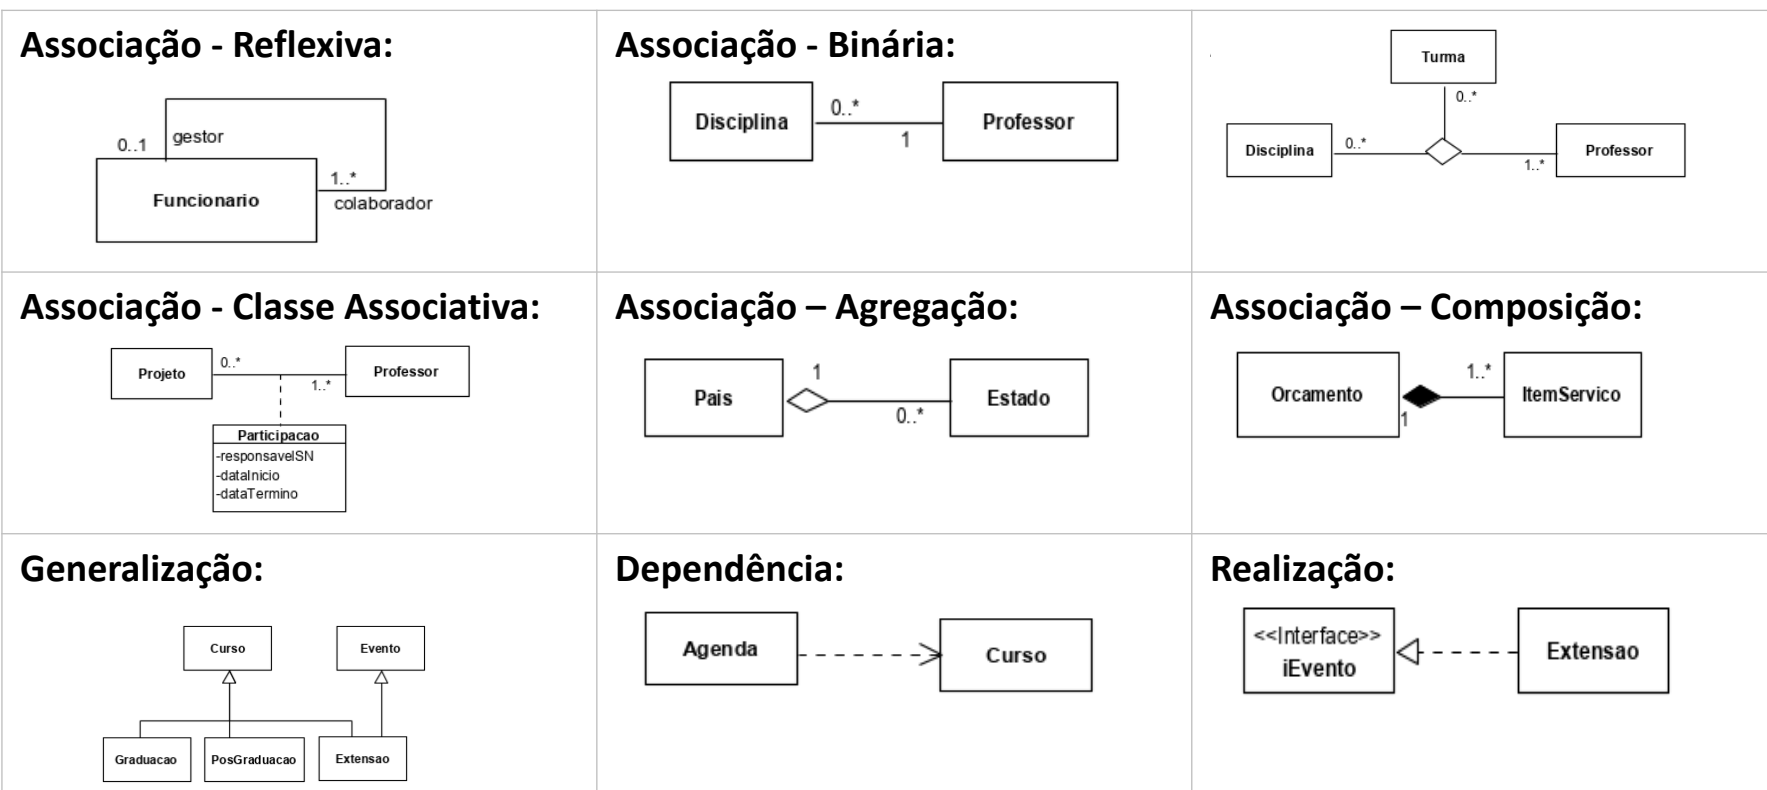 Associação - Reflexiva:
0..1
gestor
Funcionario
1..*
colaborador
Associação - Binária:
Disciplina
0..*
1
Professor
Turma
0..*
Disciplina
0..*
1..*
Professor
Associação - Classe Associativa:
Projeto
0..*
1..*
Professor
Participacao
-responsavelSN
-dataInicio
-dataTermino
Associação – Agregação:
Pais
1
0..*
Estado
Associação – Composição:
Orcamento
1
1..*
ItemServico
Generalização:
Curso
Evento
Graduacao
PosGraduacao
Extensao
Dependência:
Agenda
Curso
Realização:
<<Interface>>
iEvento
Extensao